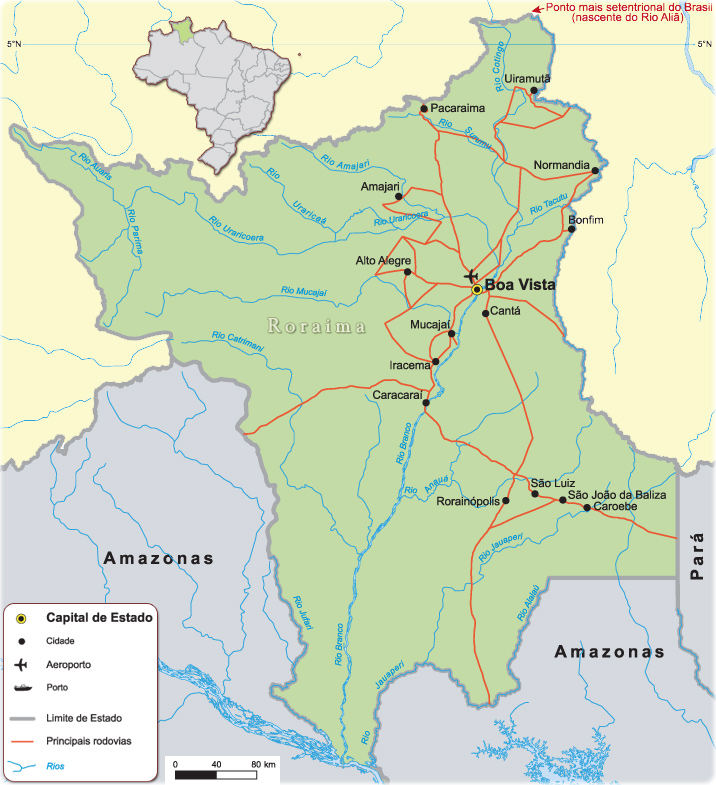 Ponto mais setentrional do Brasil
(nascente do Rio Aliã)
5°N
5°N
Rio Cotingo
Uiramutã
Pacaraima
Rio Surumu
Rio Amajari
Normandia
Rio Auaris
Rio Uraricaá
Amajari
Rio Parima
Rio Uraricoera
Rio Uraricoera
Rio Tacutu
Bonfim
Alto Alegre
Boa Vista
Rio Mucajaí
Cantá
Roraima
Mucajaí
Rio Catrimani
Iracema
Caracaraí
Rio Branco
Rio Anauá
São Luiz
São João da Baliza
Rorainópolis
Caroebe
Rio Jauaperi
Amazonas
Pará
Rio Jufari
Rio Alalaú
Rio Branco
Amazonas
Rio Jauaperi
Capital de Estado
Cidade
Aeroporto
Porto
Limite de Estado
Principais rodovias
Rios
0 40 80 km